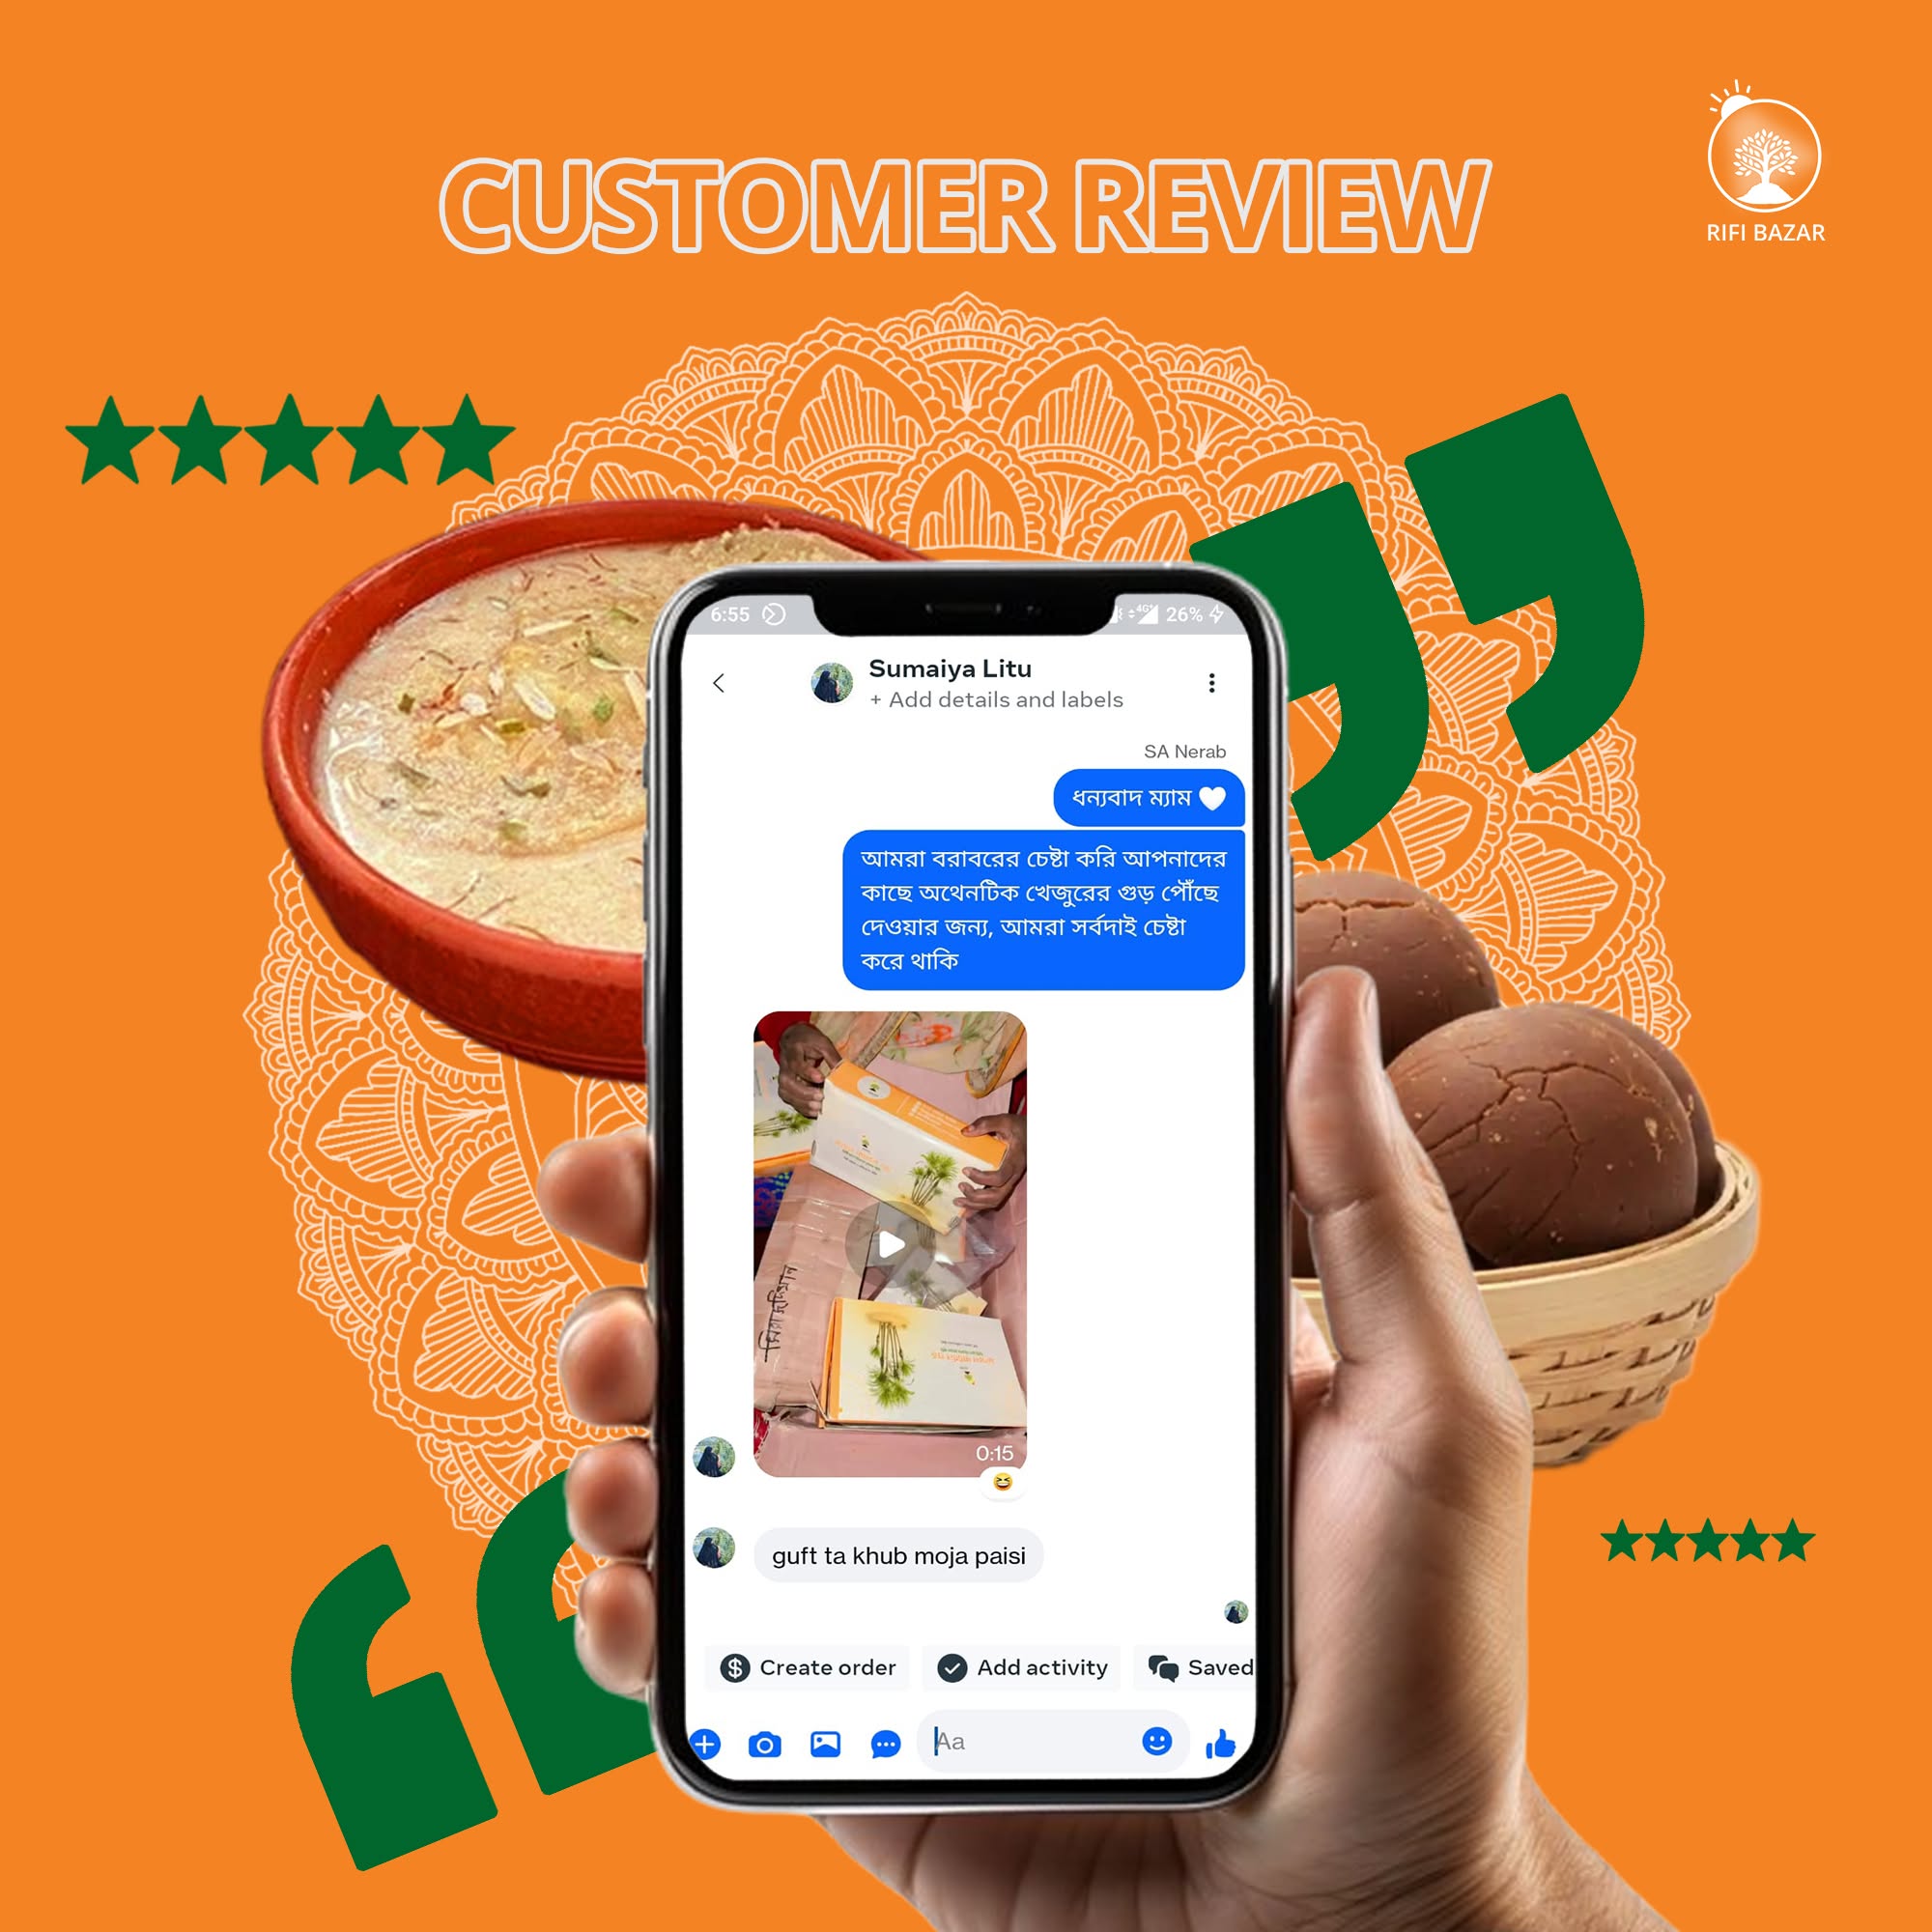 CUSTOMER REVIEW
RIFI BAZAR
6:55
4G+ 26%
Sumaiya Litu
+ Add details and labels
SA Nerab
ধন্যবাদ ম্যাম
আমরা বরাবরের চেষ্টা করি আপনাদের
কাছে অথেনটিক খেজুরের গুড় পৌঁছে
দেওয়ার জন্য, আমরা সর্বদাই চেষ্টা
করে থাকি
0:15
guft ta khub moja paisi
Create order
Add activity
Saved
Aa